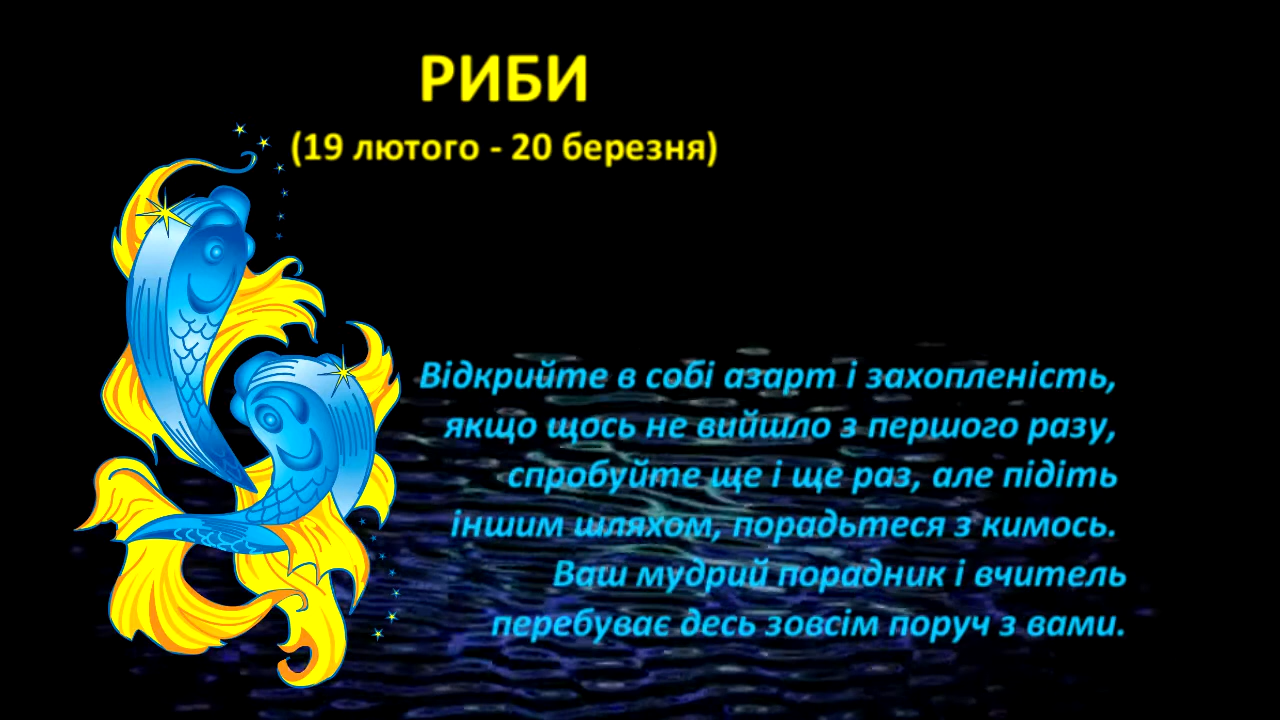 РИБИ
(19 лютого - 20 березня)
Відкрийте в собі азарт і захопленість,
якщо щось не вийшло з першого разу,
спробуйте ще і ще раз, але підіть
іншим шляхом, порадьтеся з кимось.
Ваш мудрий порадник і вчитель
перебуває десь зовсім поруч з вами.